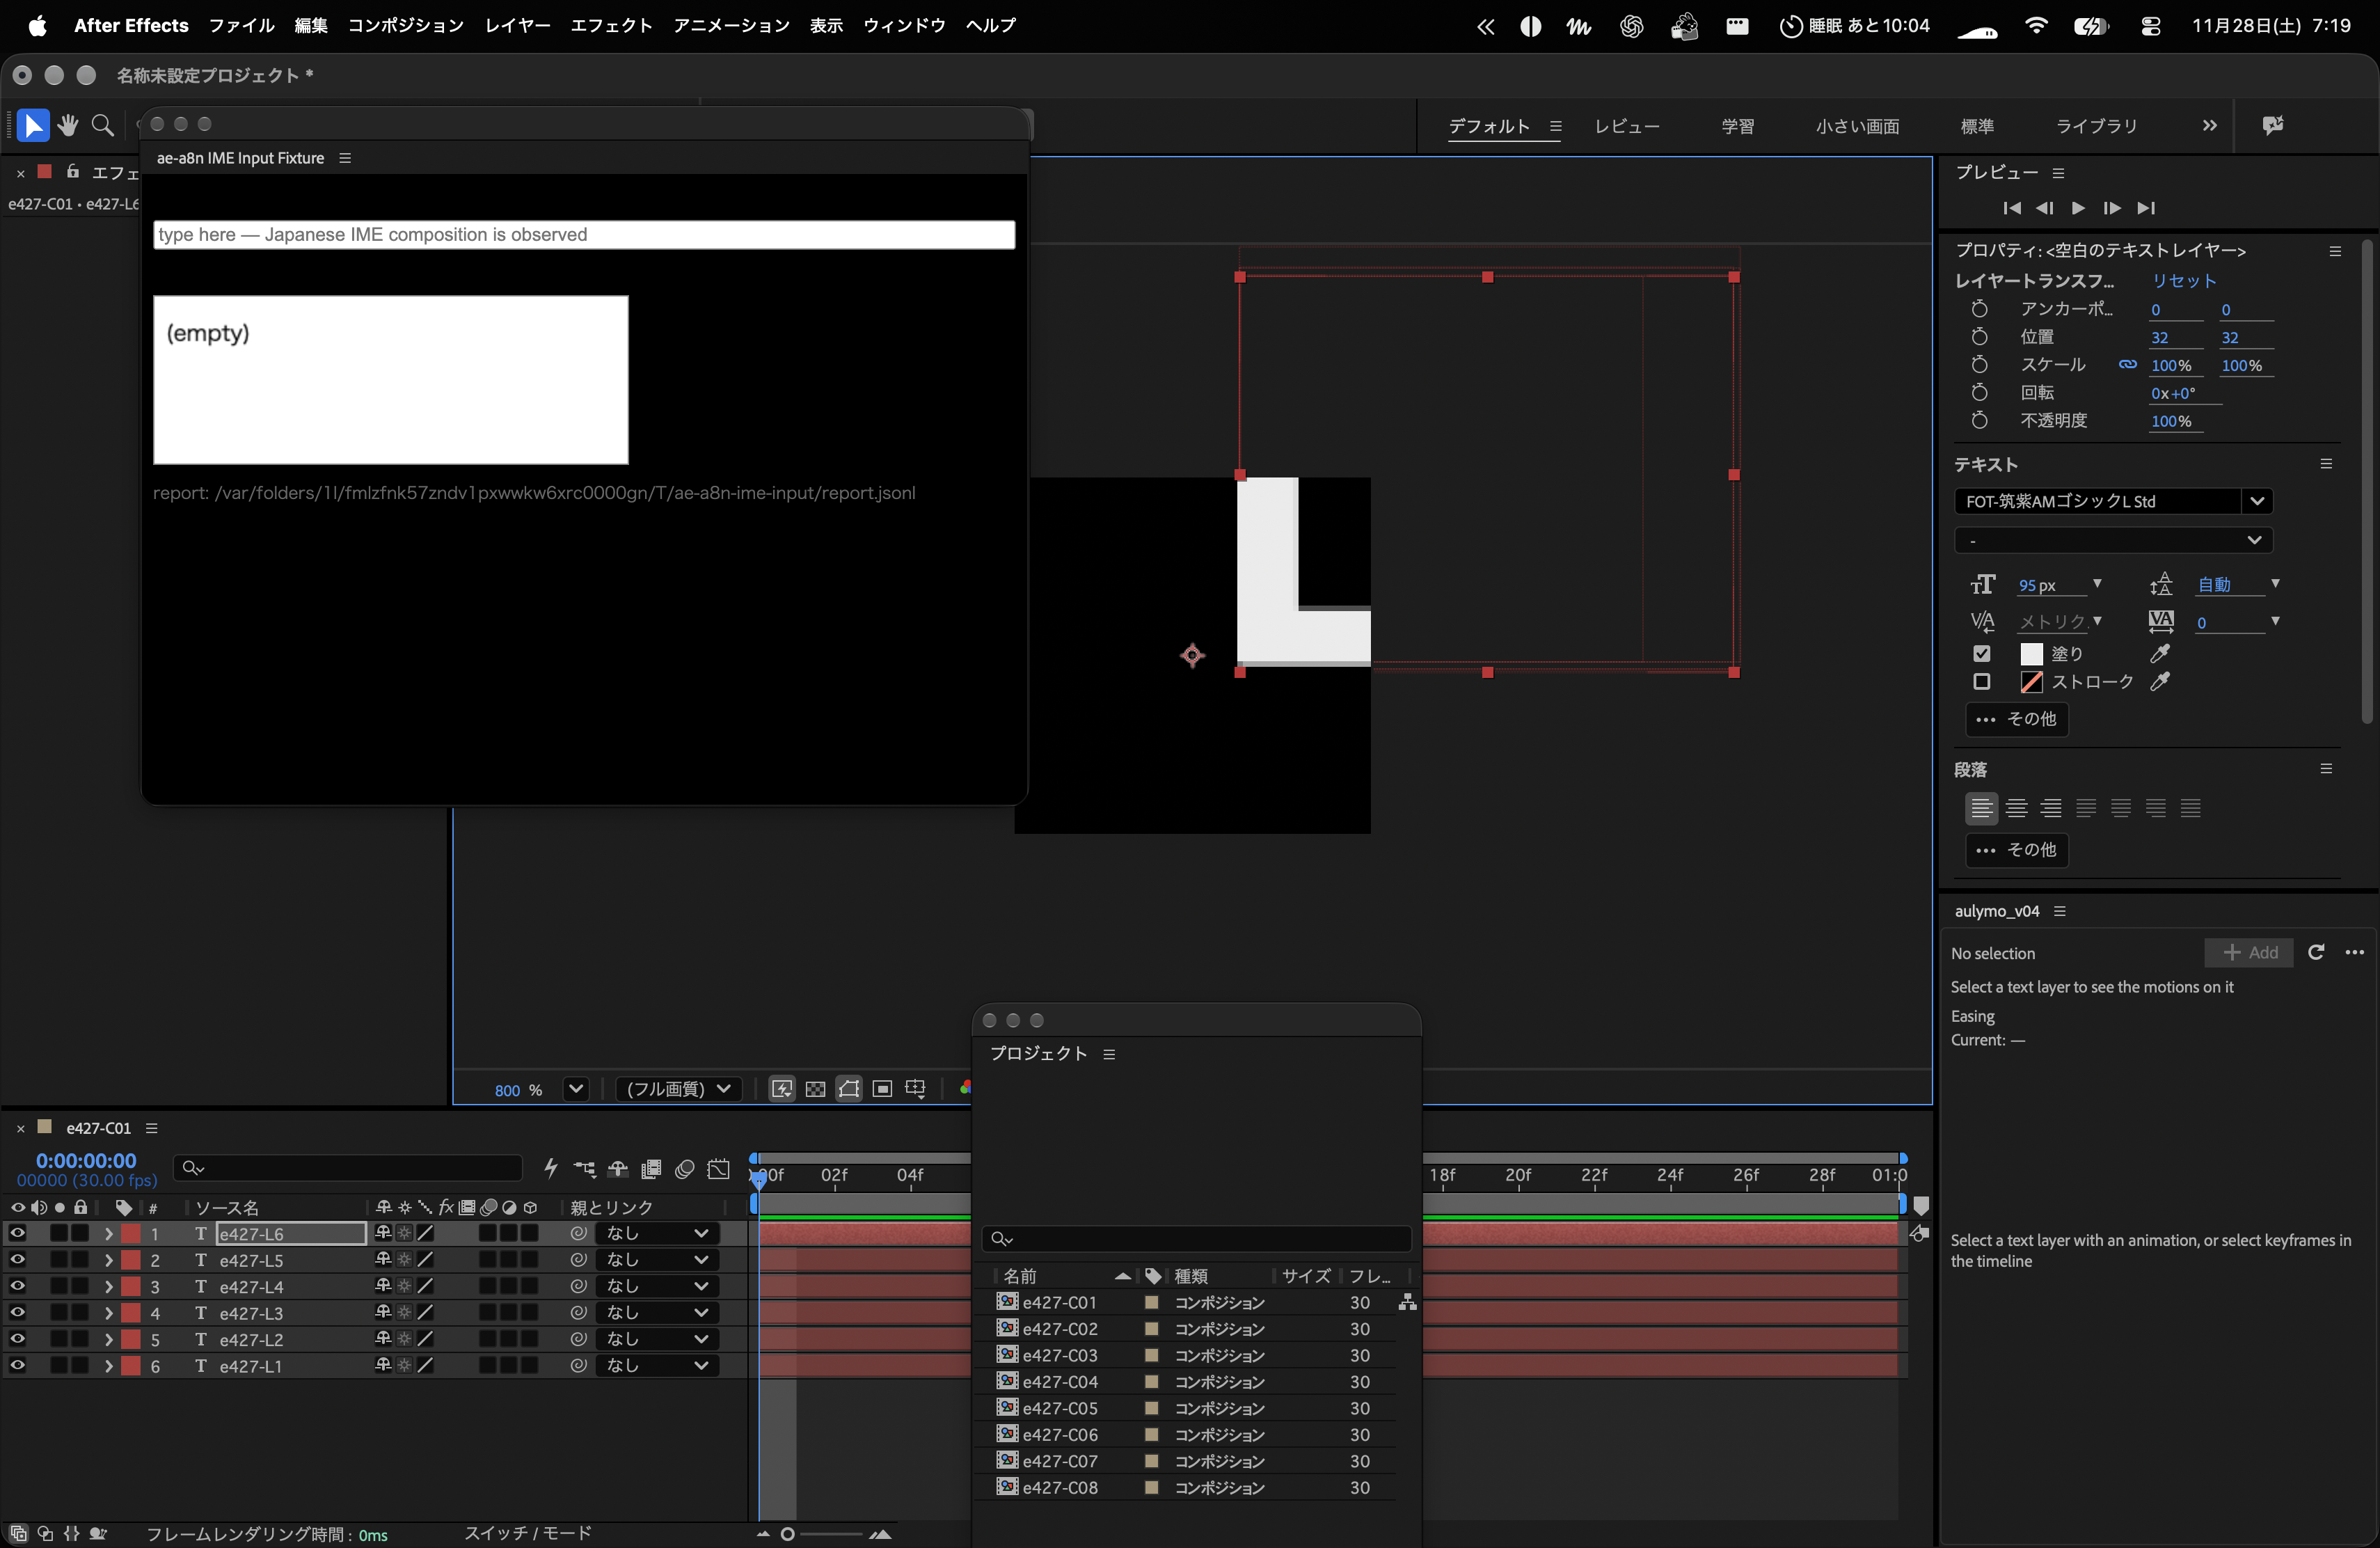 After Effects ファイル 編集 コンポジション レイヤー エフェクト アニメーション 表示 ウィンドウ ヘルプ
睡眠 あと10:04 11月28日(土) 7:19
名称未設定プロジェクト *
デフォルト レビュー 学習 小さい画面 標準 ライブラリ
ae-a8n IME Input Fixture
エフェ
e427-C01・e427-L6
type here — Japanese IME composition is observed
(empty)
report: /var/folders/1l/fmlzfnk57zndv1pxwwkw6xrc0000gn/T/ae-a8n-ime-input/report.jsonl
L
800 %
(フル画質)
プレビュー
プロパティ: <空白のテキストレイヤー>
レイヤートランスフ... リセット
アンカーポ... 0 0
位置 32 32
スケール 100% 100%
回転 0x+0°
不透明度 100%
テキスト
FOT-筑紫AMゴシックL Std
-
95 px 自動
メトリク 0
塗り
ストローク
その他
段落
その他
aulymo_v04
No selection Add
Select a text layer to see the motions on it
Easing
Current: —
Select a text layer with an animation, or select keyframes in
the timeline
プロジェクト
名前 種類 サイズ フレ...
e427-C01 コンポジション 30
e427-C02 コンポジション 30
e427-C03 コンポジション 30
e427-C04 コンポジション 30
e427-C05 コンポジション 30
e427-C06 コンポジション 30
e427-C07 コンポジション 30
e427-C08 コンポジション 30
e427-C01
0:00:00:00
00000 (30.00 fps)
00f 02f 04f 18f 20f 22f 24f 26f 28f 01:0
# ソース名 fx 親とリンク
1 T e427-L6 なし
2 T e427-L5 なし
3 T e427-L4 なし
4 T e427-L3 なし
5 T e427-L2 なし
6 T e427-L1 なし
フレームレンダリング時間: 0ms スイッチ / モード